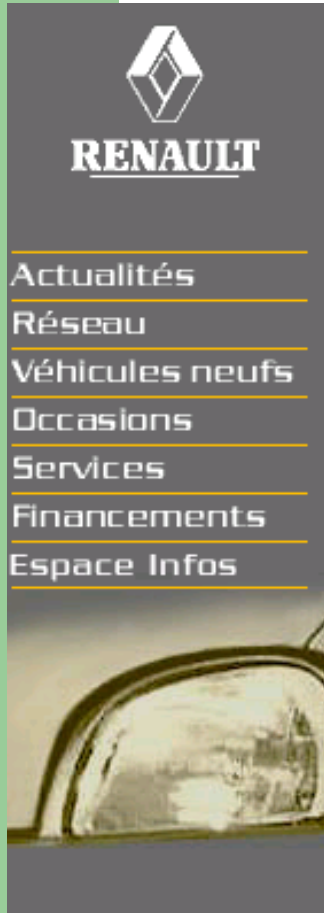 RENAULT
Actualités
Réseau
Véhicules neufs
Occasions
Services
Financements
Espace Infos